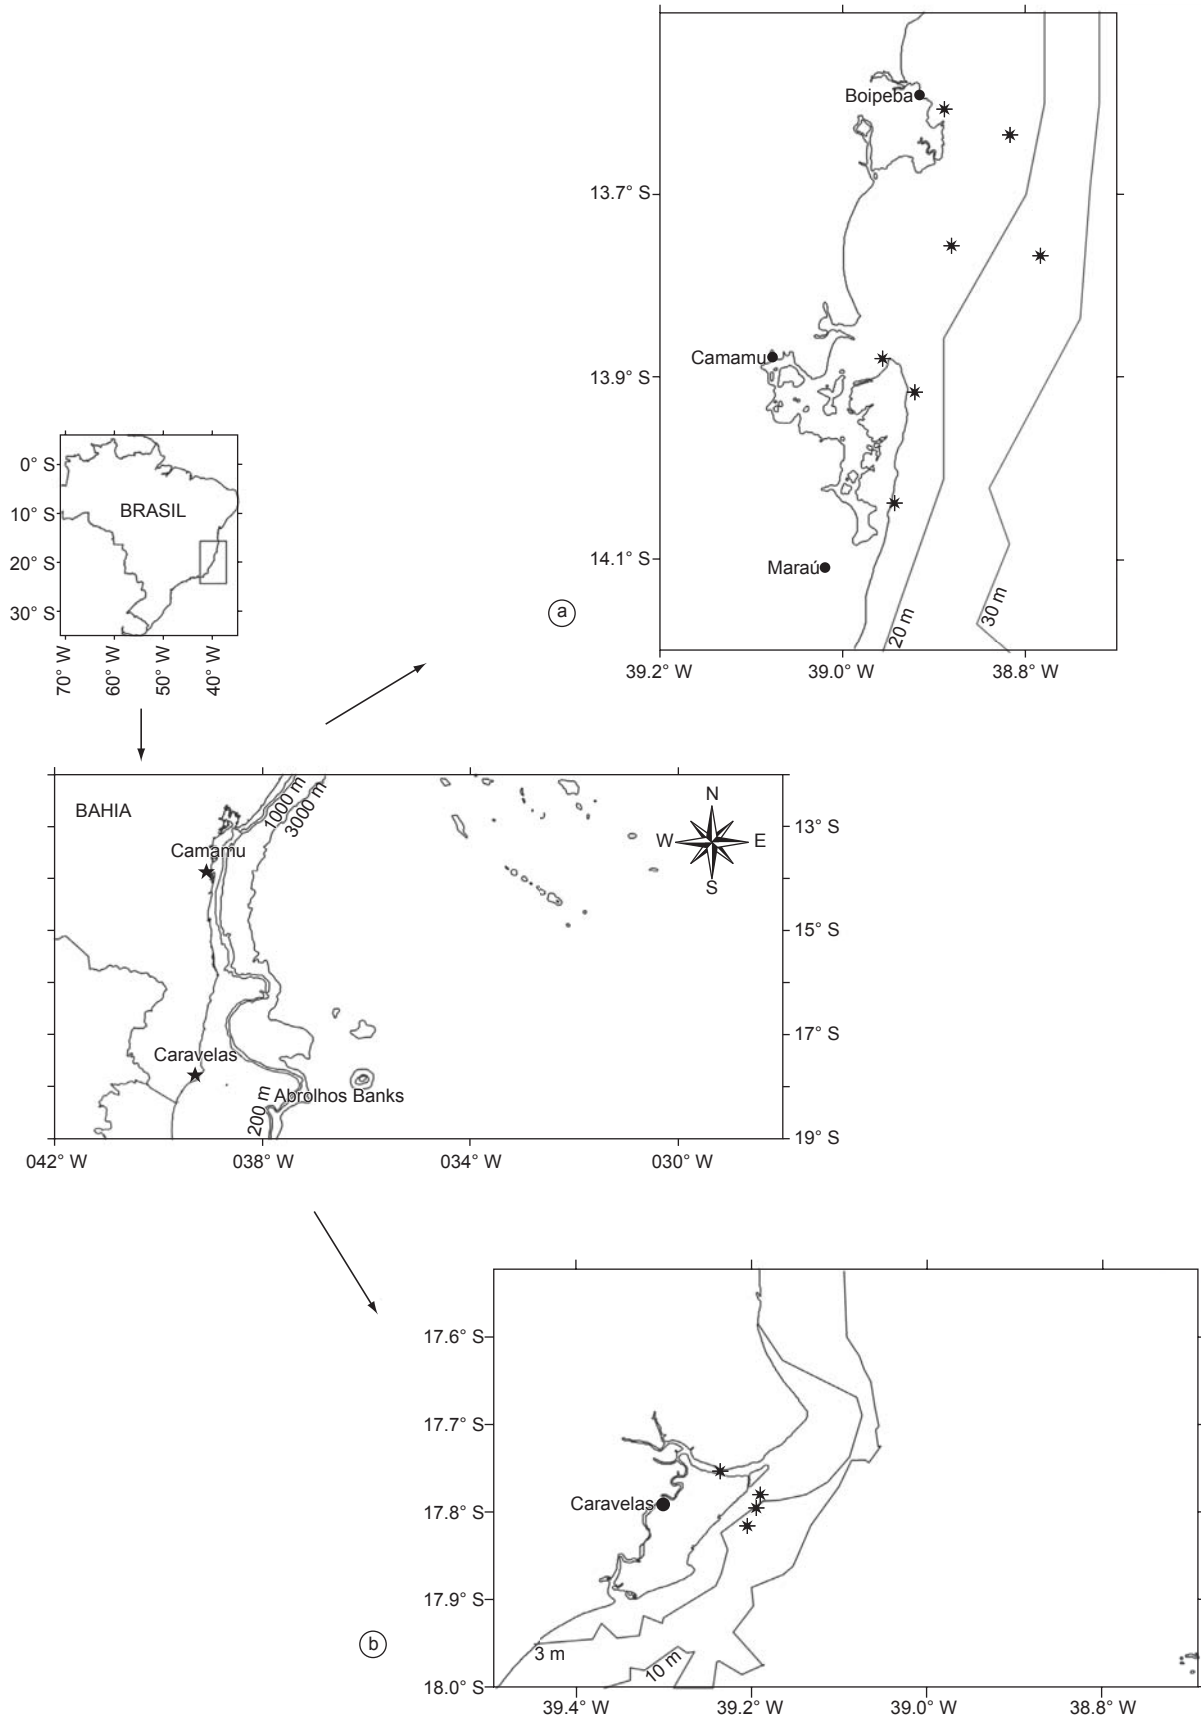 Boipeba
13.7° S
Camamu
13.9° S
14.1° S
Maraú
20 m
30 m
a
39.2° W
39.0° W
38.8° W
0° S
10° S
20° S
30° S
BRASIL
70° W
60° W
50° W
40° W
BAHIA
1000 m
3000 m
Camamu
N
W
E
S
13° S
15° S
17° S
19° S
Caravelas
200 m
Abrolhos Banks
042° W
038° W
034° W
030° W
17.6° S
17.7° S
17.8° S
Caravelas
17.9° S
b
3 m
10 m
18.0° S
39.4° W
39.2° W
39.0° W
38.8° W